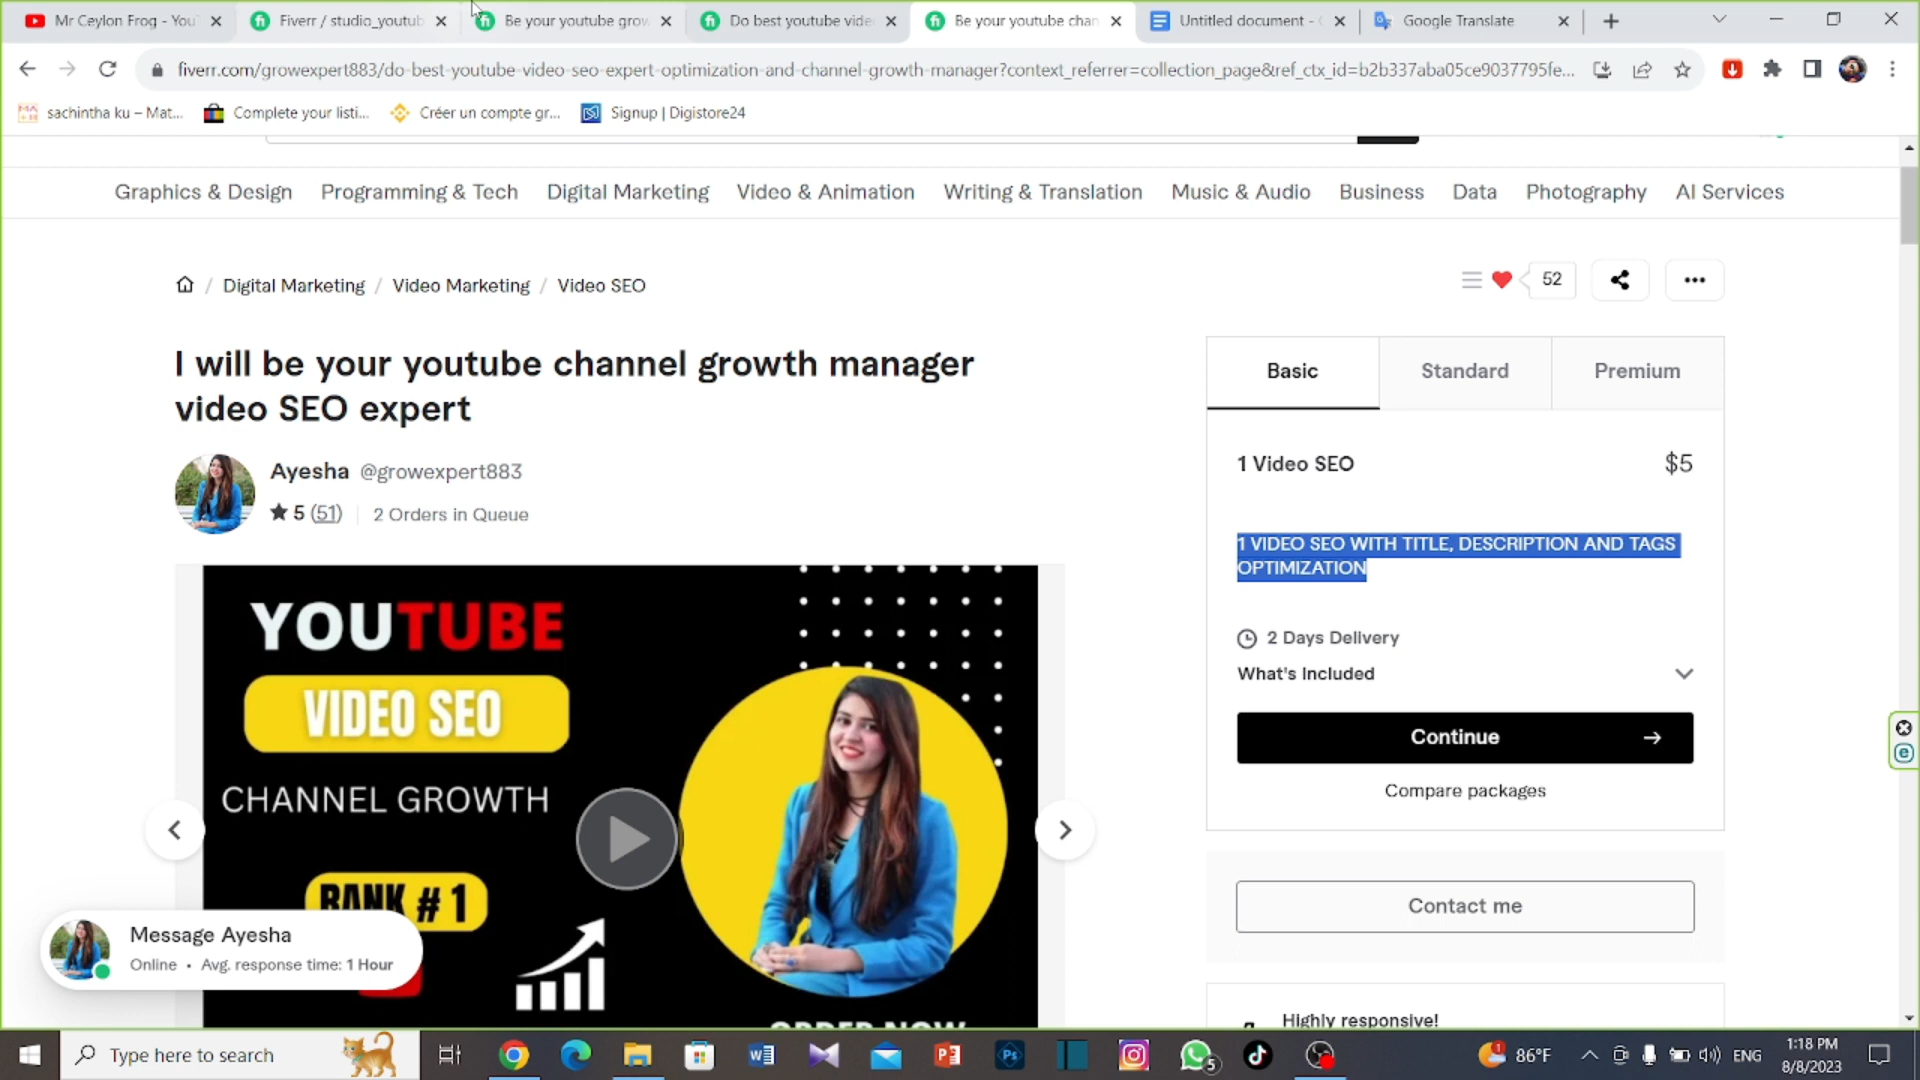 Mr Ceylon Frog - You
Fiverr / studio_youtub
Be your youtube grow
Do best youtube vide
Be your youtube chan
Untitled document -
Google Translate
fiverr.com/growexpert883/do-best-youtube-video-seo-expert-optimization-and-channel-growth-manager?context_referrer=collection_page&ref_ctx_id=b2b337aba05ce9037795fe...
sachintha ku – Mat...
Complete your listi...
Créer un compte gr...
Signup | Digistore24
Graphics & Design
Programming & Tech
Digital Marketing
Video & Animation
Writing & Translation
Music & Audio
Business
Data
Photography
AI Services
/ Digital Marketing / Video Marketing / Video SEO
52
I will be your youtube channel growth manager
video SEO expert
Ayesha @growexpert883
5 (51) | 2 Orders in Queue
YOUTUBE
VIDEO SEO
CHANNEL GROWTH
RANK # 1
ORDER NOW
Message Ayesha
Online • Avg. response time: 1 Hour
Basic
Standard
Premium
1 Video SEO
$5
1 VIDEO SEO WITH TITLE, DESCRIPTION AND TAGS
OPTIMIZATION
2 Days Delivery
What's Included
Continue
Compare packages
Contact me
Highly responsive!
Type here to search
5
1
86°F
ENG
1:18 PM
8/8/2023